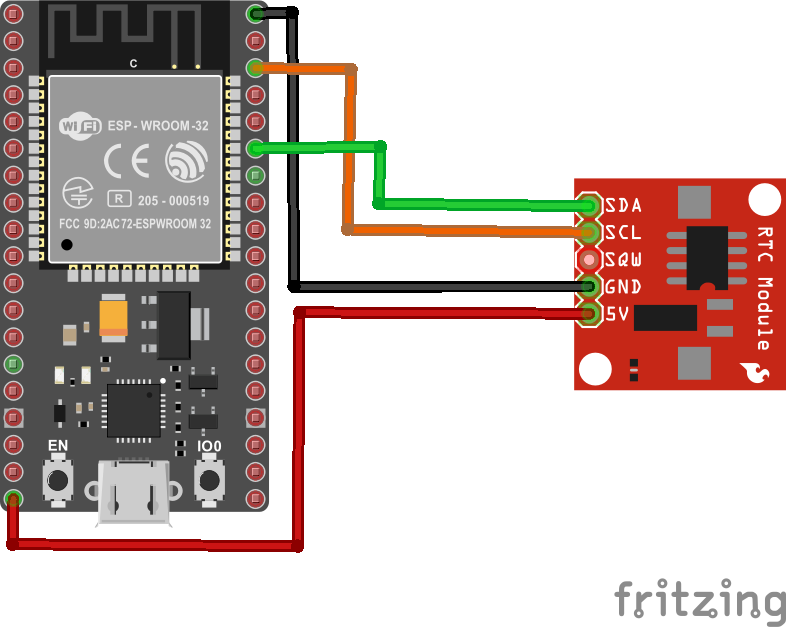 C
WiFi
ESP - WROOM -32
CE
R 205 - 000519
FCC 9D:2AC72-ESPWROOM 32
EN
IO0
SDA
SCL
SQW
GND
5V
RTC Module
fritzing